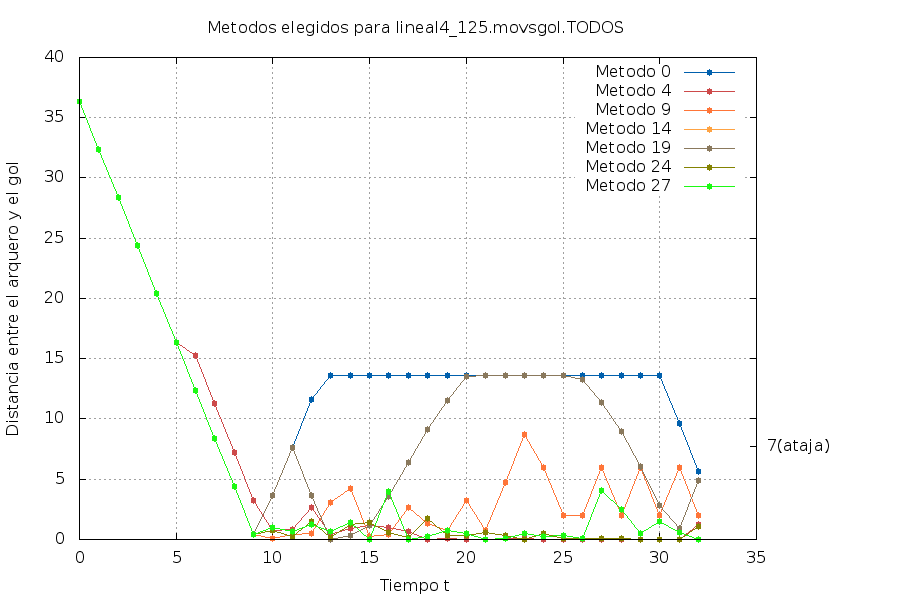 Metodos elegidos para lineal4_125.movsgol.TODOS
40
35
30
25
20
15
10
5
0
Distancia entre el arquero y el gol
Metodo 0
Metodo 4
Metodo 9
Metodo 14
Metodo 19
Metodo 24
Metodo 27
7(ataja)
0 5 10 15 20 25 30 35
Tiempo t